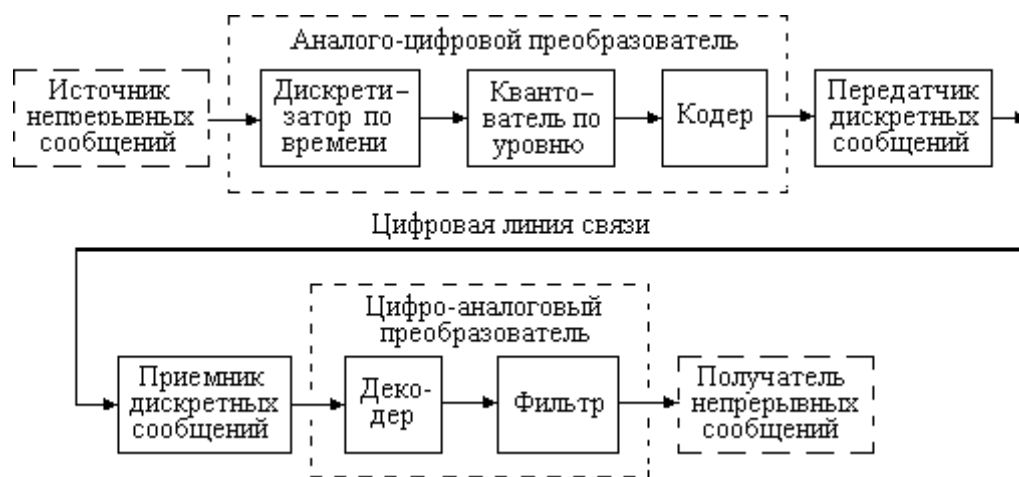 Аналого-цифровой преобразователь
Источник
непрерывных
сообщений
Дискрети–
затор по
времени
Кванто–
ватель по
уровню
Кодер
Передатчик
дискретных
сообщений
Цифровая линия связи
Цифро-аналоговый
преобразователь
Приемник
дискретных
сообщений
Деко-
дер
Фильтр
Получатель
непрерывных
сообщений